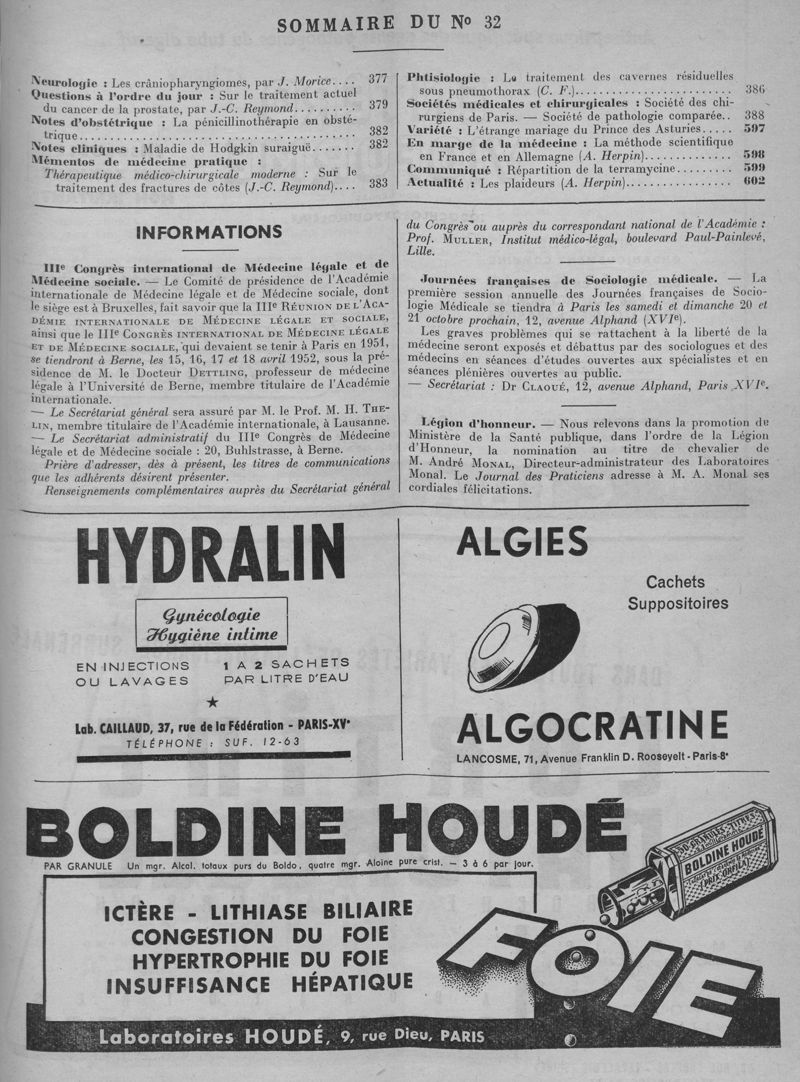 SOMMAIRE DU Nº 32
Neurologie : Les crâniopharyngiomes, par J. Morice.... 377
Questions à l'ordre du jour : Sur le traitement actuel
du cancer de la prostate, par J.-C. Reymond.......... 379
Notes d'obstétrique : La pénicillinothérapie en obsté-
trique.............................................. 382
Notes cliniques : Maladie de Hodgkin suraiguë....... 382
Mémentos de médecine pratique :
Thérapeutique médico-chirurgicale moderne : Sur le
traitement des fractures de côtes (J.-C. Reymond).... 383
Phtisiologie : Le traitement des cavernes résiduelles
sous pneumothorax (C. F.)........................... 386
Sociétés médicales et chirurgicales : Société des chi-
rurgiens de Paris. — Société de pathologie comparée.. 388
Variété : L'étrange mariage du Prince des Asturies..... 597
En marge de la médecine : La méthode scientifique
en France et en Allemagne (A. Herpin).............. 598
Communiqué : Répartition de la terramycine......... 599
Actualité : Les plaideurs (A. Herpin)................. 602
INFORMATIONS
IIIe Congrès international de Médecine légale et de
Médecine sociale. — Le Comité de présidence de l'Académie
internationale de Médecine légale et de Médecine sociale, dont
le siège est à Bruxelles, fait savoir que la IIIe RÉUNION DE L'ACA-
DÉMIE INTERNATIONALE DE MÉDECINE LÉGALE ET SOCIALE,
ainsi que le IIIe CONGRÈS INTERNATIONAL DE MÉDECINE LÉGALE
ET DE MÉDECINE SOCIALE, qui devaient se tenir à Paris en 1951,
se tiendront à Berne, les 15, 16, 17 et 18 avril 1952, sous la pré-
sidence de M. le Docteur DETTLING, professeur de médecine
légale à l'Université de Berne, membre titulaire de l'Académie
internationale.
— Le Secrétariat général sera assuré par M. le Prof. M. H. THE-
LIN, membre titulaire de l'Académie internationale, à Lausanne.
— Le Secrétariat administratif du IIIe Congrès de Médecine
légale et de Médecine sociale : 20, Buhlstrasse, à Berne.
Prière d'adresser, dès à présent, les titres de communications
que les adhérents désirent présenter.
Renseignements complémentaires auprès du Secrétariat général
du Congrès ou auprès du correspondant national de l'Académie :
Prof. MULLER, Institut médico-légal, boulevard Paul-Painlevé,
Lille.
Journées françaises de Sociologie médicale. — La
première session annuelle des Journées françaises de Socio-
logie Médicale se tiendra à Paris les samedi et dimanche 20 et
21 octobre prochain, 12, avenue Alphand (XVIe).
Les graves problèmes qui se rattachent à la liberté de la
médecine seront exposés et débattus par des sociologues et des
médecins en séances d'études ouvertes aux spécialistes et en
séances plénières ouvertes au public.
— Secrétariat : Dr CLAOUÉ, 12, avenue Alphand, Paris XVIe.
Légion d'honneur. — Nous relevons dans la promotion du
Ministère de la Santé publique, dans l'ordre de la Légion
d'Honneur, la nomination au titre de chevalier de
M. André MONAL, Directeur-administrateur des Laboratoires
Monal. Le Journal des Praticiens adresse à M. A. Monal ses
cordiales félicitations.
HYDRALIN
Gynécologie
Hygiène intime
EN INJECTIONS 1 A 2 SACHETS
OU LAVAGES PAR LITRE D'EAU
★
Lab. CAILLAUD, 37, rue de la Fédération - PARIS-XVe
TÉLÉPHONE : SUF. 12-63
ALGIES
Cachets
Suppositoires
ALGOCRATINE
LANCOSME, 71, Avenue Franklin D. Roosevelt - Paris-8e
BOLDINE HOUDÉ
PAR GRANULE Un mgr. Alcol. totaux purs du Boldo, quatre mgr. Aloïne pure crist. — 3 à 6 par jour.
ICTÈRE - LITHIASE BILIAIRE
CONGESTION DU FOIE
HYPERTROPHIE DU FOIE
INSUFFISANCE HÉPATIQUE
50 GRANULES TITRÉS
BOLDINE HOUDÉ
FOIE
Laboratoires HOUDÉ, 9, rue Dieu, PARIS